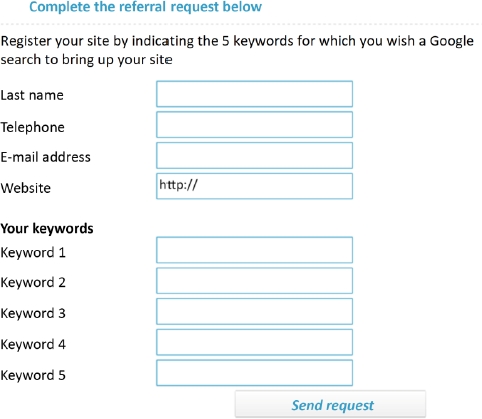 Complete the referral request below
Register your site by indicating the 5 keywords for which you wish a Google
search to bring up your site
Last name
Telephone
E-mail address
Website
http://
Your keywords
Keyword 1
Keyword 2
Keyword 3
Keyword 4
Keyword 5
Send request